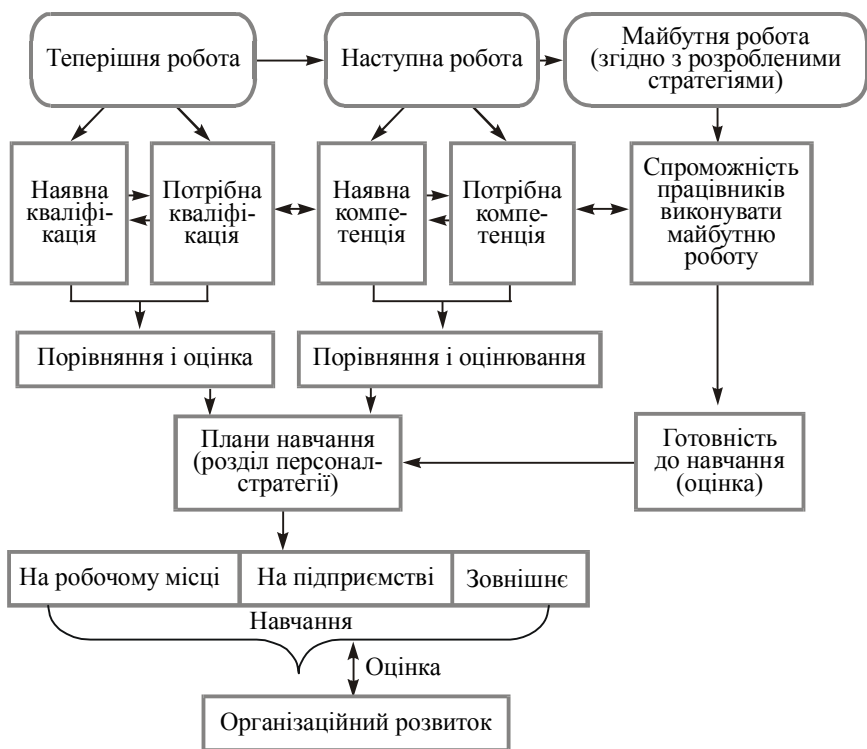 Теперішня робота
Наступна робота
Майбутня робота
(згідно з розробленими
стратегіями)
Наявна
кваліфі-
кація
Потрібна
кваліфі-
кація
Наявна
компе-
тенція
Потрібна
компе-
тенція
Спроможність
працівників
виконувати
майбутню
роботу
Порівняння і оцінка
Порівняння і оцінювання
Плани навчання
(розділ персонал-
стратегії)
Готовність
до навчання
(оцінка)
На робочому місці
На підприємстві
Зовнішнє
Навчання
Оцінка
Організаційний розвиток